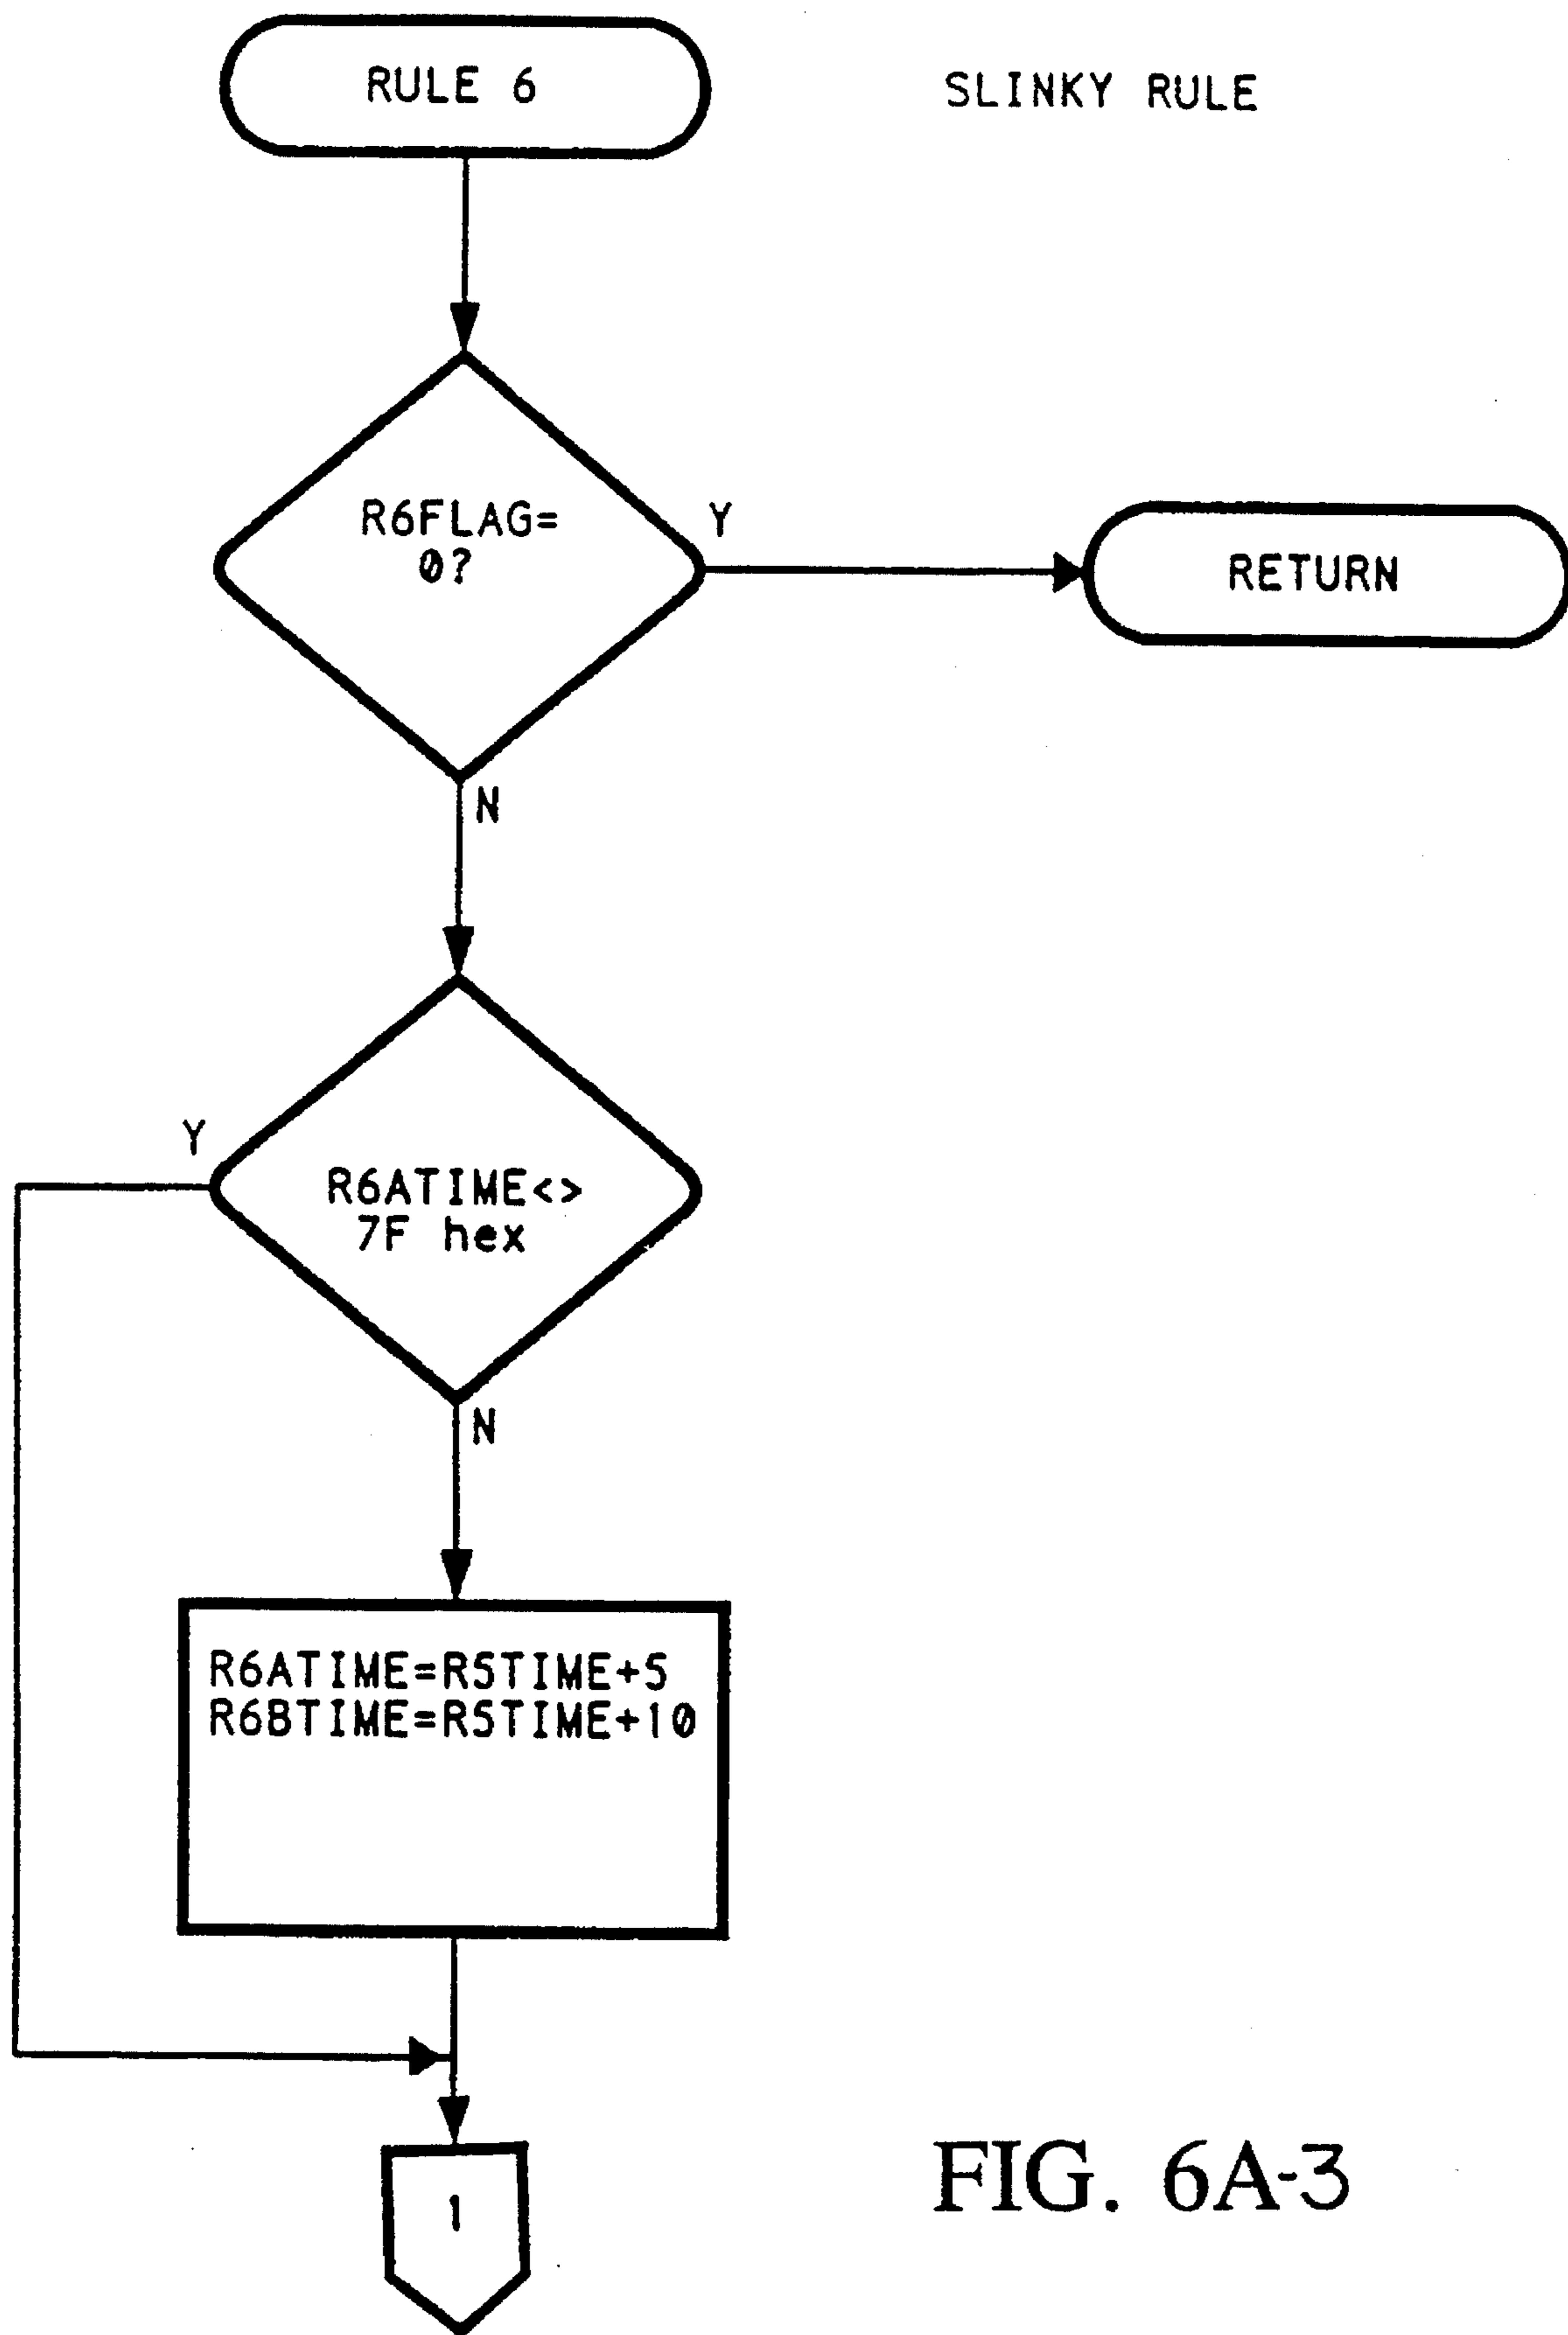 RULE 6
SLINKY RULE
R6FLAG=
0?
Y
RETURN
N
Y
R6ATIME<>
7F hex
N
R6ATIME=R5TIME+5
R6BTIME=R5TIME+10
1
FIG. 6A-3